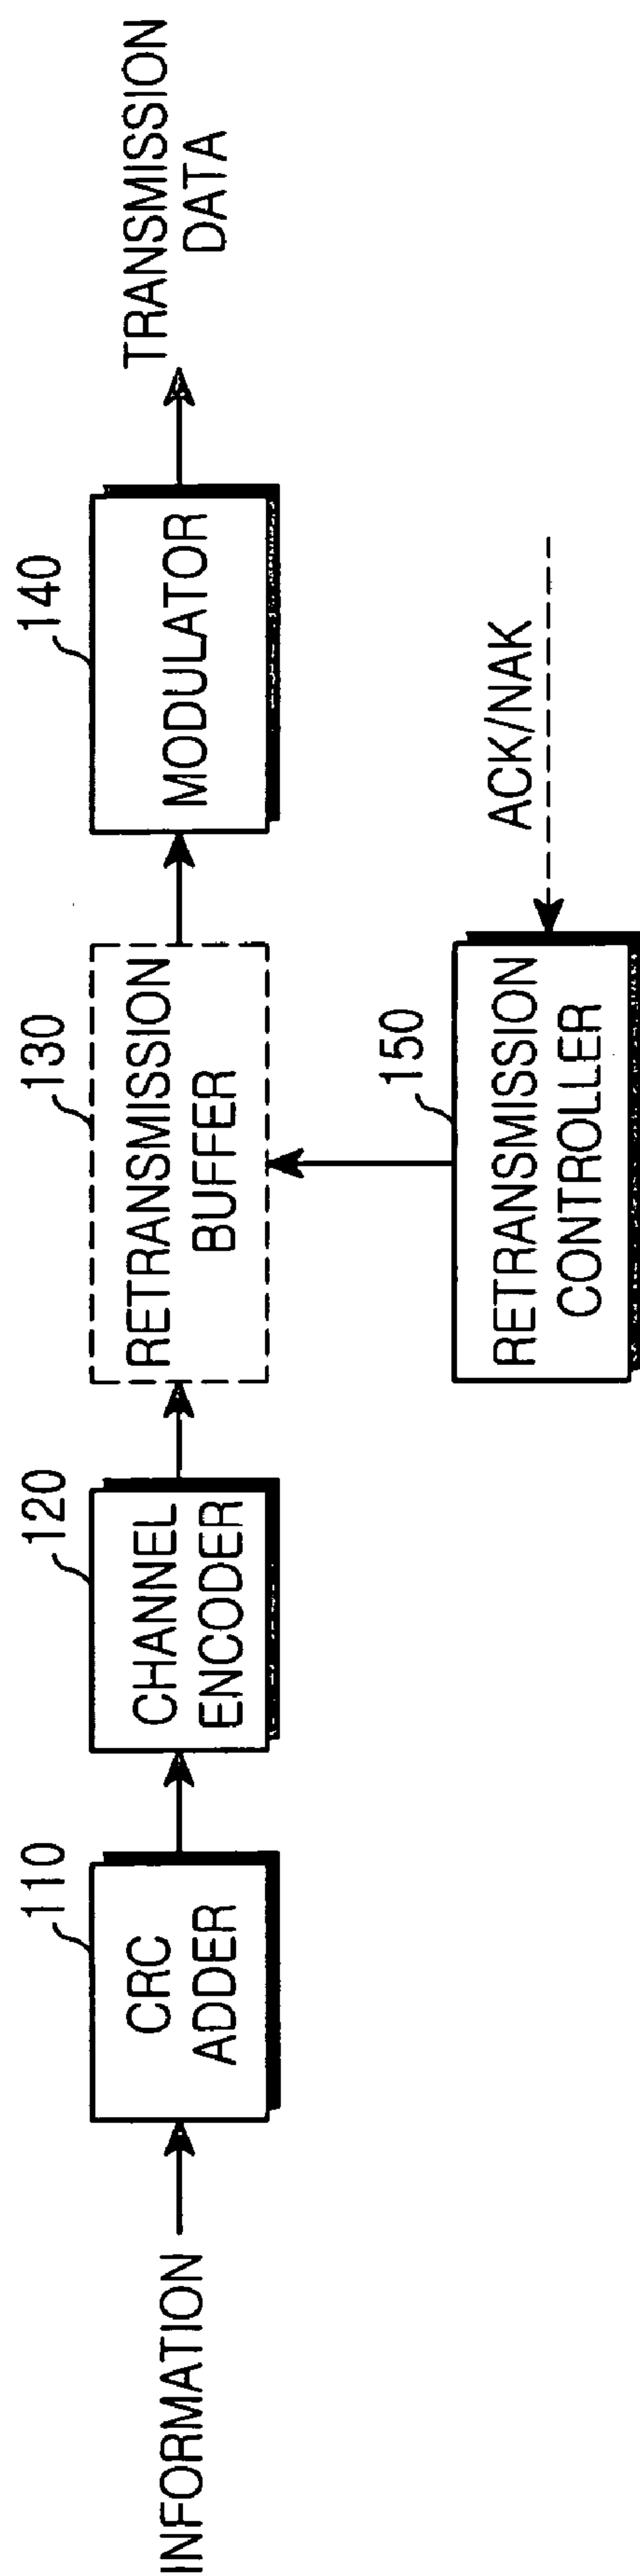 INFORMATION
110
CRC
ADDER
120
CHANNEL
ENCODER
130
RETRANSMISSION
BUFFER
140
MODULATOR
TRANSMISSION
DATA
150
RETRANSMISSION
CONTROLLER
ACK/NAK